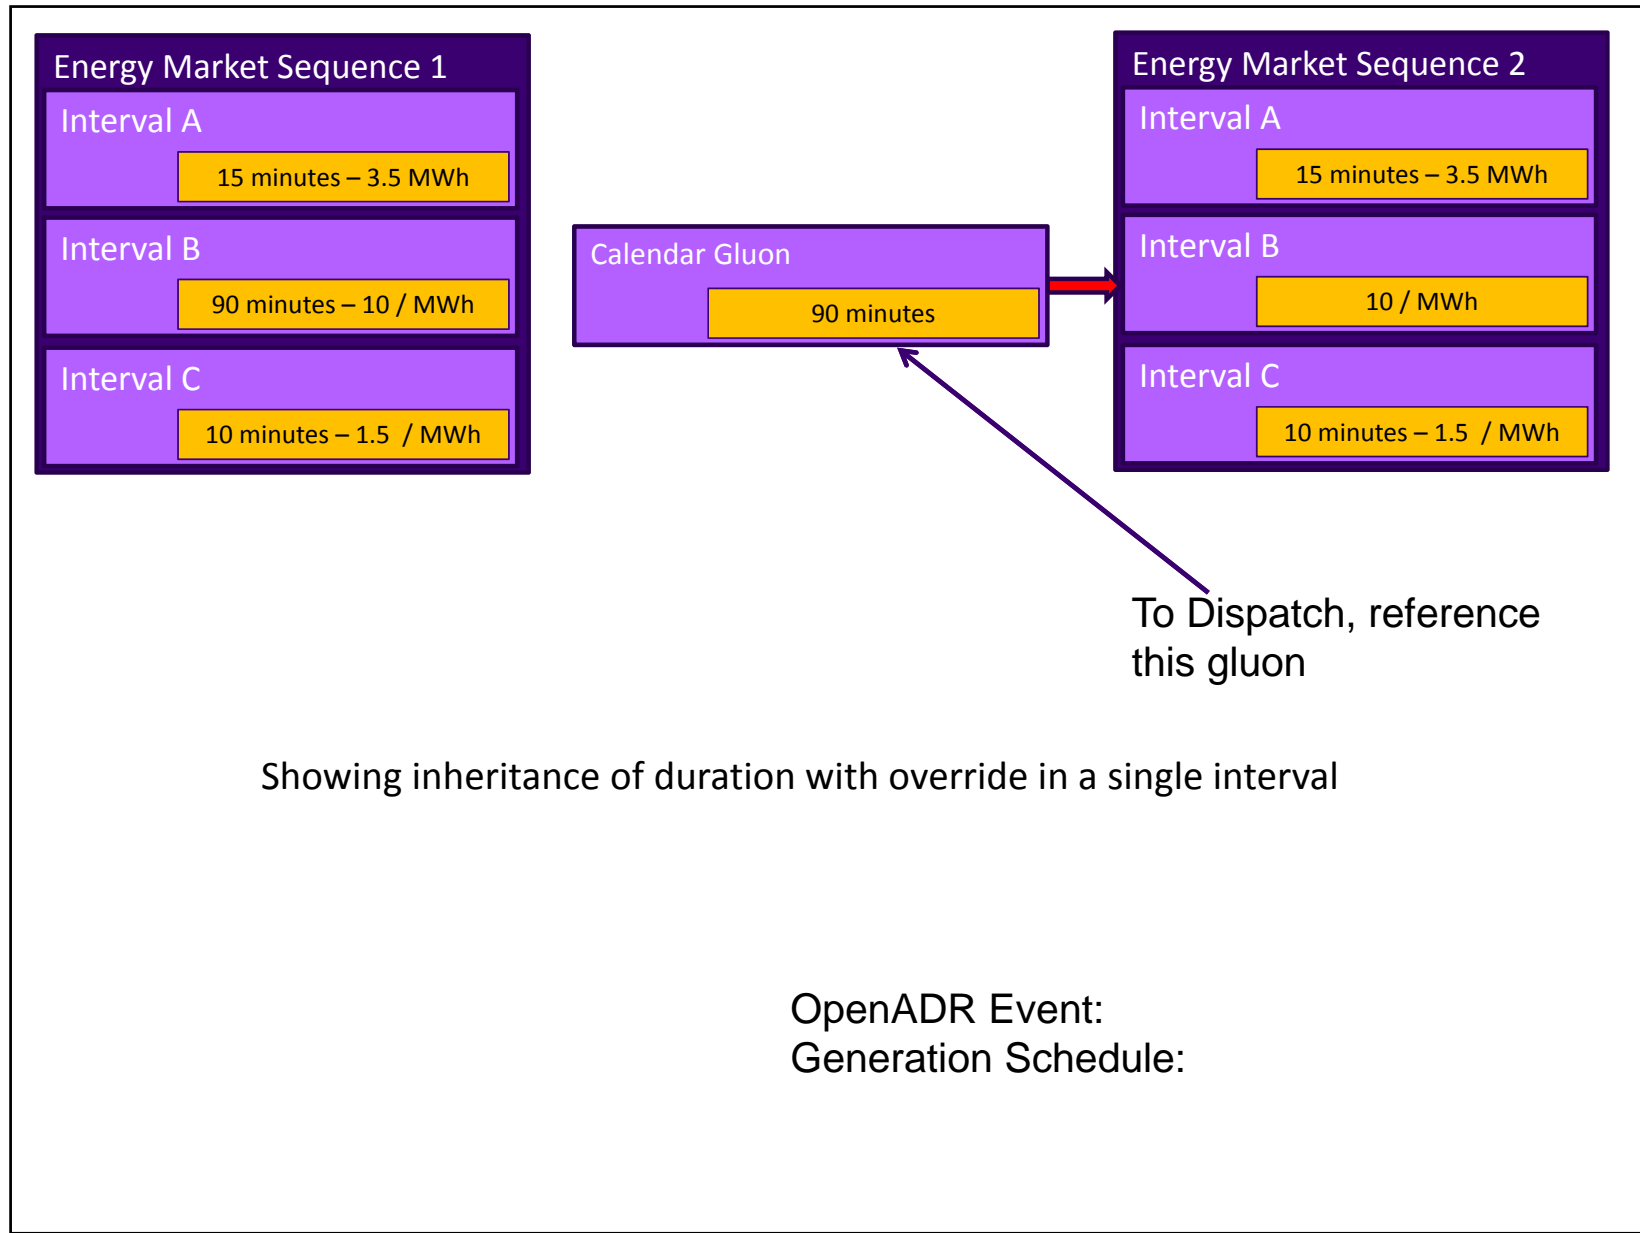 Energy Market Sequence 1
Interval A
15 minutes – 3.5 MWh
Interval B
90 minutes – 10 / MWh
Interval C
10 minutes – 1.5  / MWh
Calendar Gluon
90 minutes
Energy Market Sequence 2
Interval A
15 minutes – 3.5 MWh
Interval B
10 / MWh
Interval C
10 minutes – 1.5  / MWh
To Dispatch, reference
this gluon
Showing inheritance of duration with override in a single interval
OpenADR Event:
Generation Schedule: